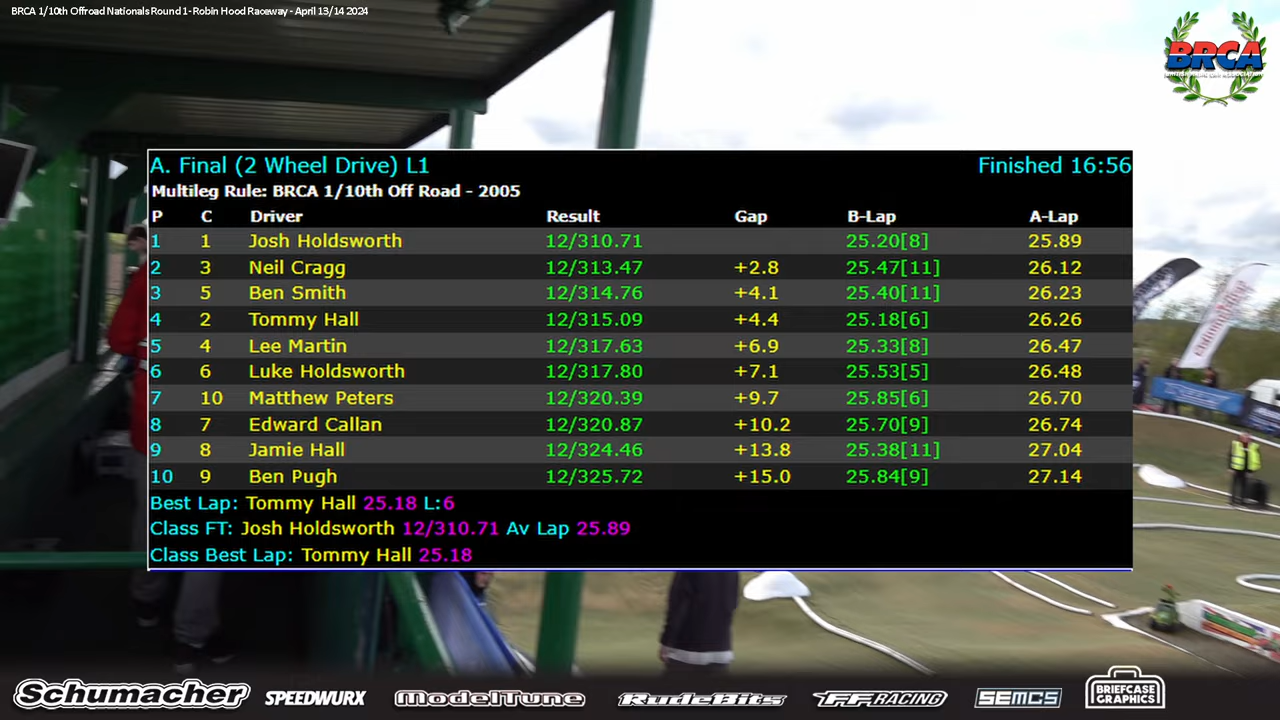 BRCA 1/10th Offroad Nationals Round 1- Robin Hood Raceway - April 13/14 2024
BRCA
A. Final (2 Wheel Drive) L1 Finished 16:56
Multileg Rule: BRCA 1/10th Off Road - 2005
P C Driver Result Gap B-Lap A-Lap
1 1 Josh Holdsworth 12/310.71 25.20[8] 25.89
2 3 Neil Cragg 12/313.47 +2.8 25.47[11] 26.12
3 5 Ben Smith 12/314.76 +4.1 25.40[11] 26.23
4 2 Tommy Hall 12/315.09 +4.4 25.18[6] 26.26
5 4 Lee Martin 12/317.63 +6.9 25.33[8] 26.47
6 6 Luke Holdsworth 12/317.80 +7.1 25.53[5] 26.48
7 10 Matthew Peters 12/320.39 +9.7 25.85[6] 26.70
8 7 Edward Callan 12/320.87 +10.2 25.70[9] 26.74
9 8 Jamie Hall 12/324.46 +13.8 25.38[11] 27.04
10 9 Ben Pugh 12/325.72 +15.0 25.84[9] 27.14
Best Lap: Tommy Hall 25.18 L:6
Class FT: Josh Holdsworth 12/310.71 Av Lap 25.89
Class Best Lap: Tommy Hall 25.18
Schumacher SPEEDWURX ModelTune RudeBits FF RACING SEMCS BRIEFCASE GRAPHICS